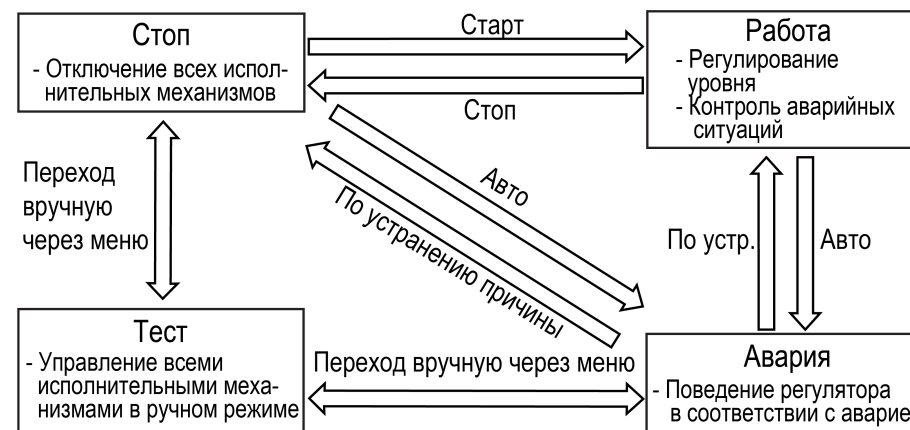 Стоп
- Отключение всех испол-
нительных механизмов
Старт
Стоп
Работа
- Регулирование
уровня
- Контроль аварийных
ситуаций
Переход
вручную
через меню
Авто
По устранению причины
По устр.
Авто
Тест
- Управление всеми
исполнительными меха-
низмами в ручном режиме
Переход вручную через меню
Авария
- Поведение регулятора
в соответствии с аварие